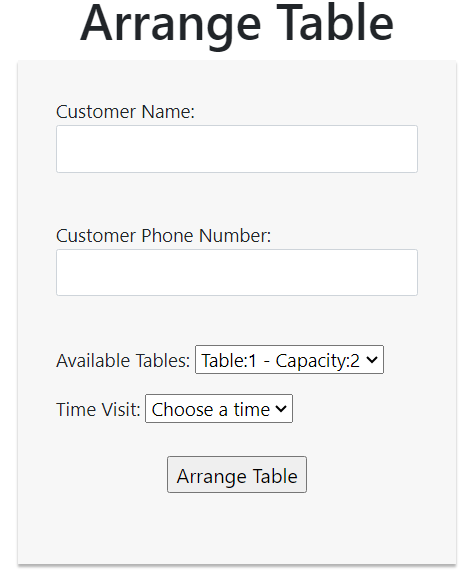 Arrange Table
Customer Name:
Customer Phone Number:
Available Tables: Table:1 - Capacity:2
Time Visit: Choose a time
Arrange Table